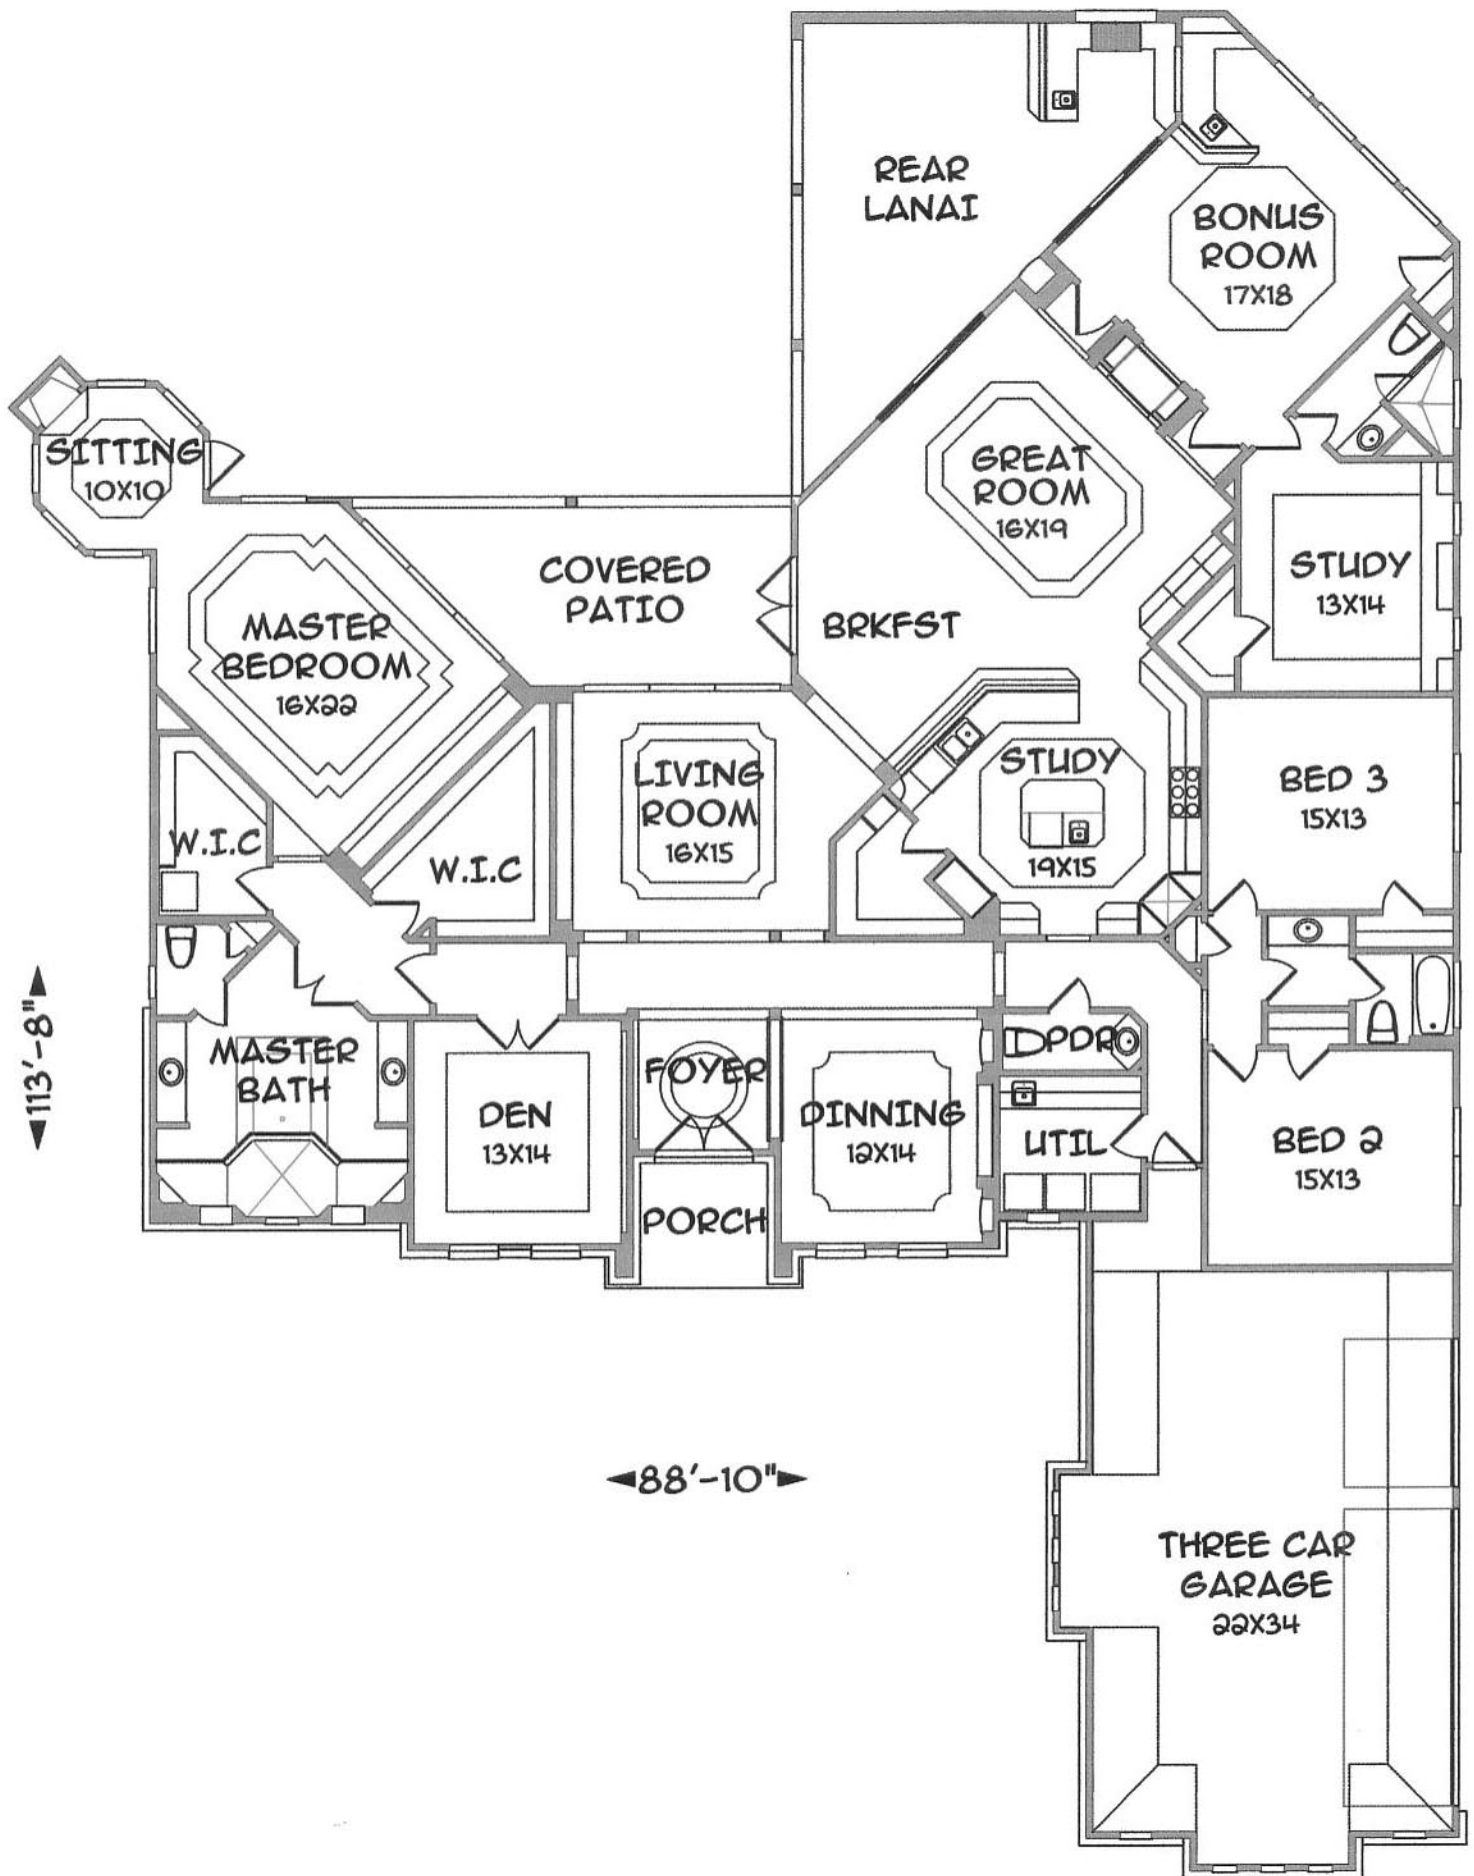 REAR
LANAI
BONUS
ROOM
17X18
SITTING
10X10
GREAT
ROOM
16X19
STUDY
13X14
COVERED
PATIO
BRKFST
MASTER
BEDROOM
16X22
LIVING
ROOM
16X15
STUDY
19X15
BED 3
15X13
W.I.C
W.I.C
113'-8"
MASTER
BATH
DEN
13X14
FOYER
DINNING
12X14
PDR
UTIL
BED 2
15X13
PORCH
88'-10"
THREE CAR
GARAGE
22X34